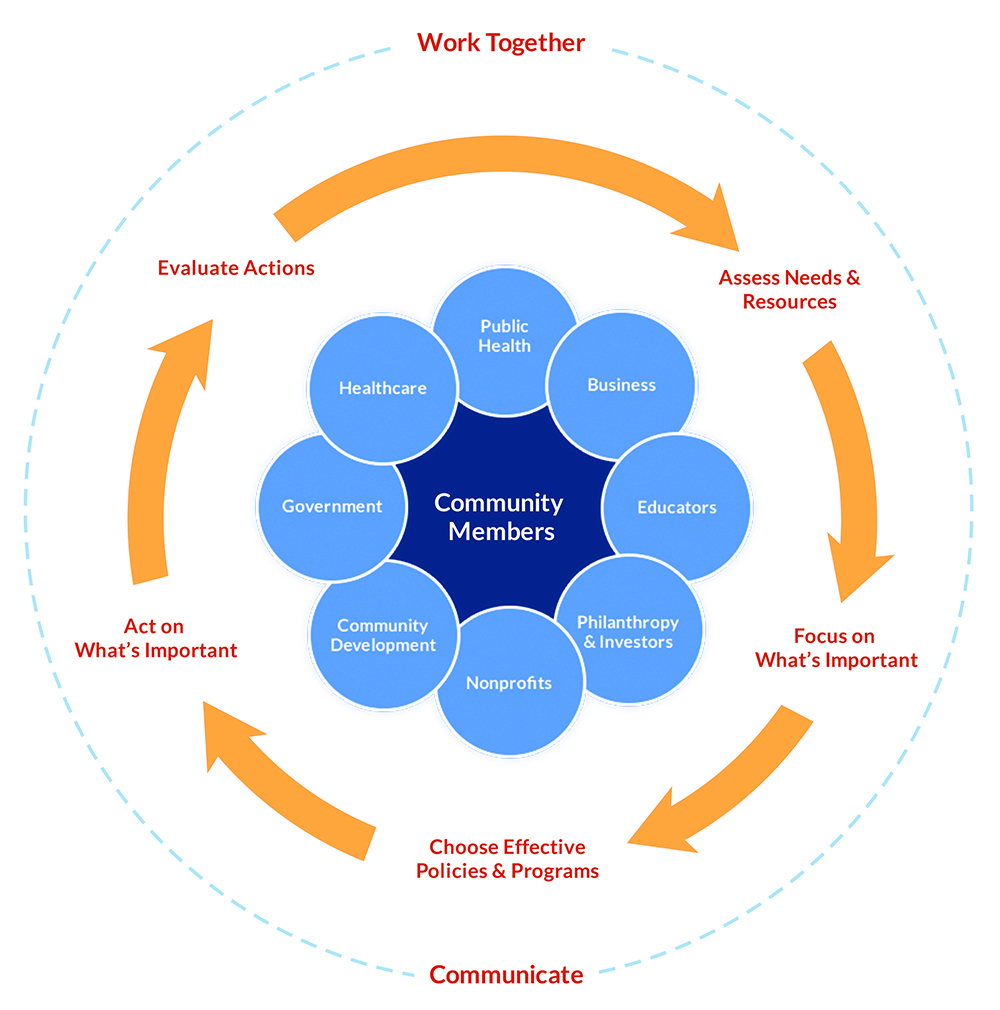 Work Together
Evaluate Actions
Assess Needs &
Resources
Public
Health
Healthcare
Business
Government
Community
Members
Educators
Community
Development
Philanthropy
& Investors
Nonprofits
Act on
What’s Important
Focus on
What’s Important
Choose Effective
Policies & Programs
Communicate